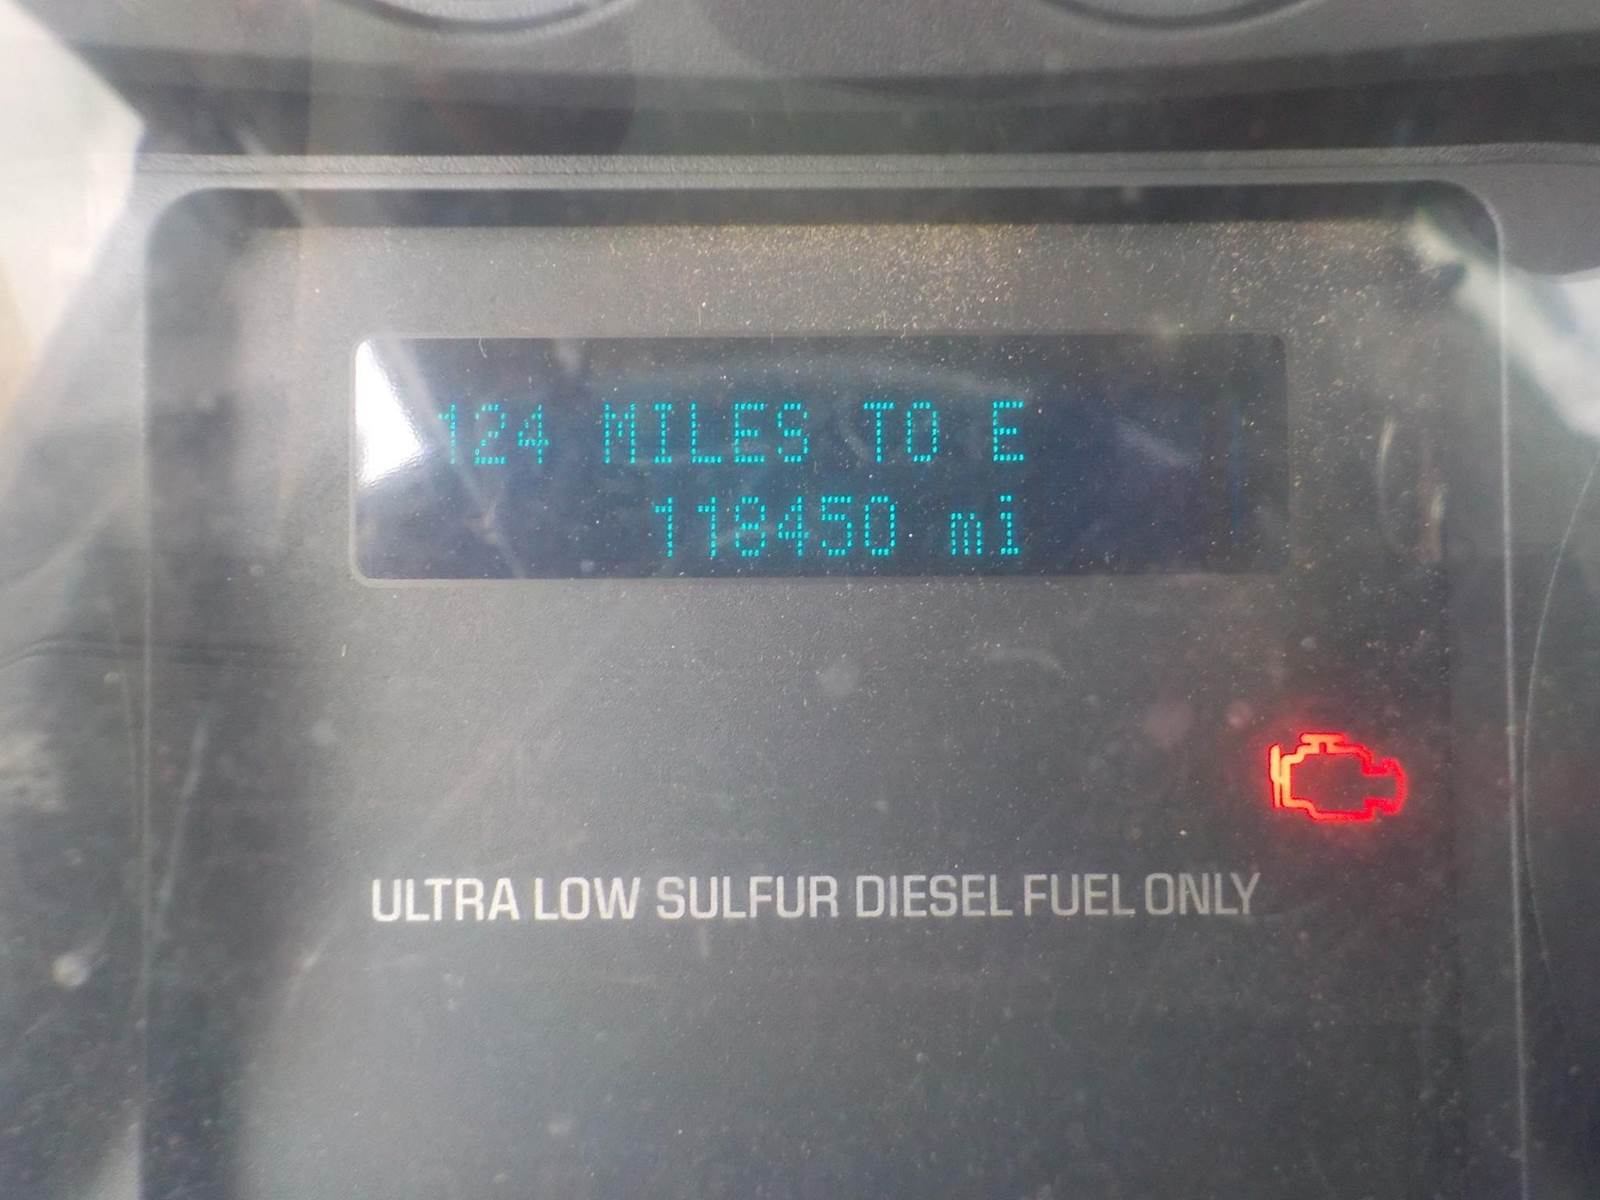 124 MILES TO E
118450 mi
ULTRA LOW SULFUR DIESEL FUEL ONLY